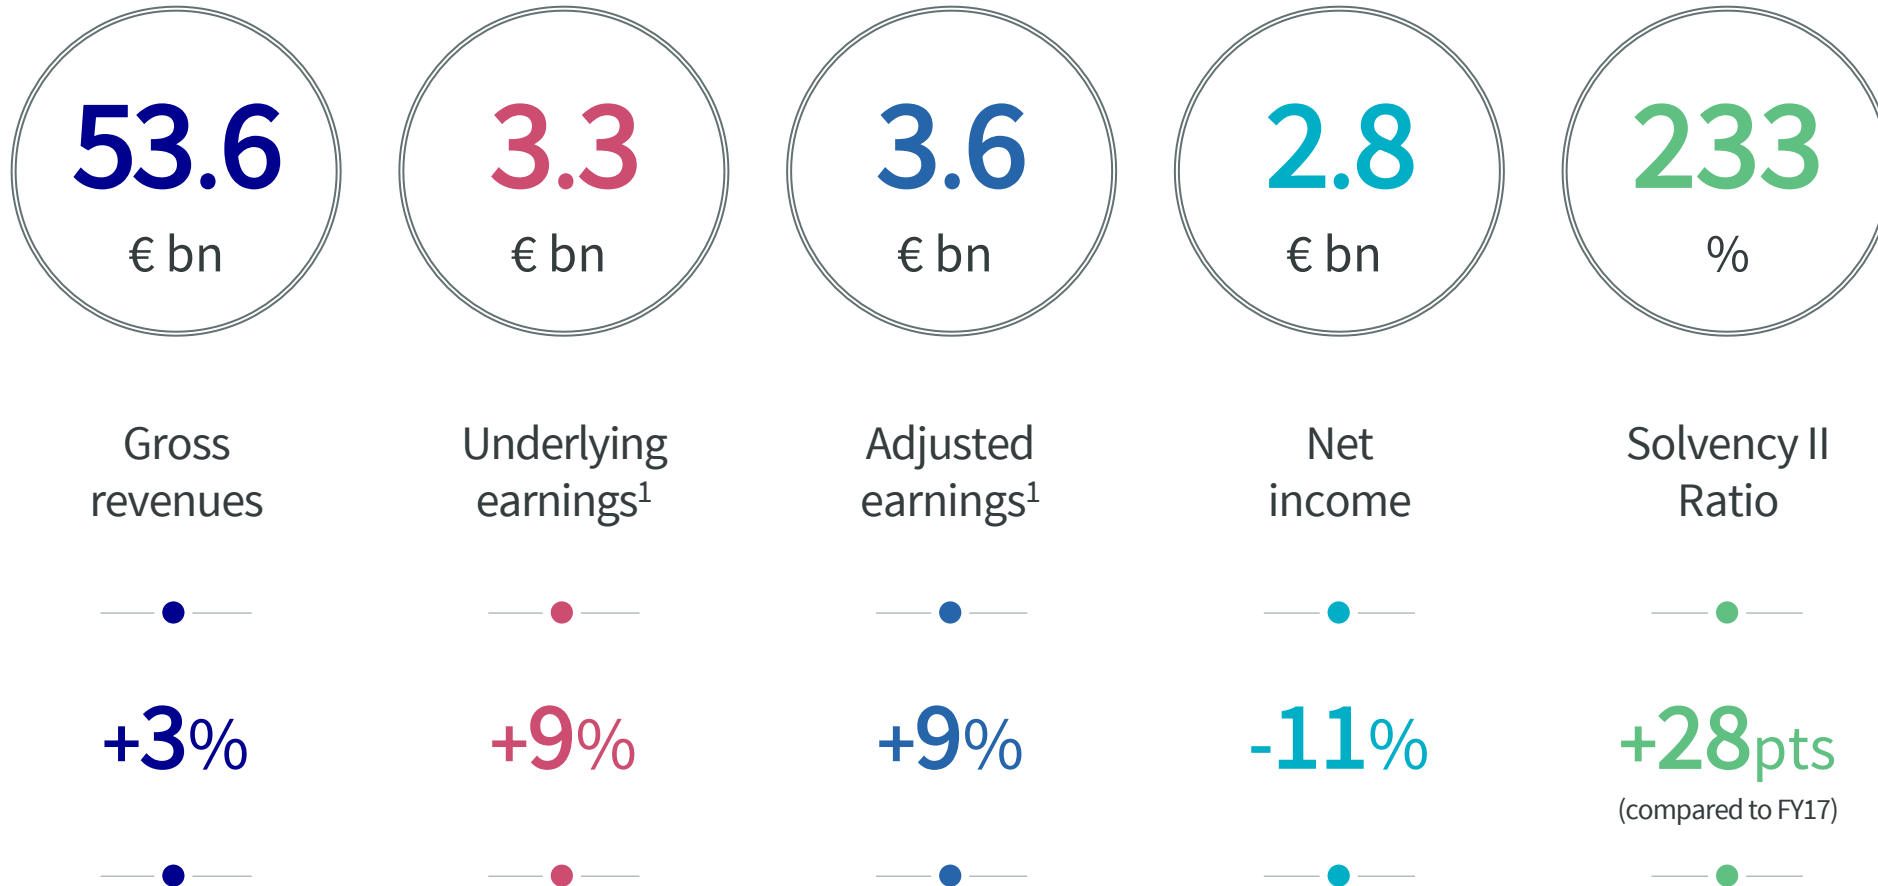 53.6
€ bn
Gross
revenues
+3%
3.3
€ bn
Underlying
earnings¹
+9%
3.6
€ bn
Adjusted
earnings¹
+9%
2.8
€ bn
Net
income
-11%
233
%
Solvency II
Ratio
+28pts
(compared to FY17)